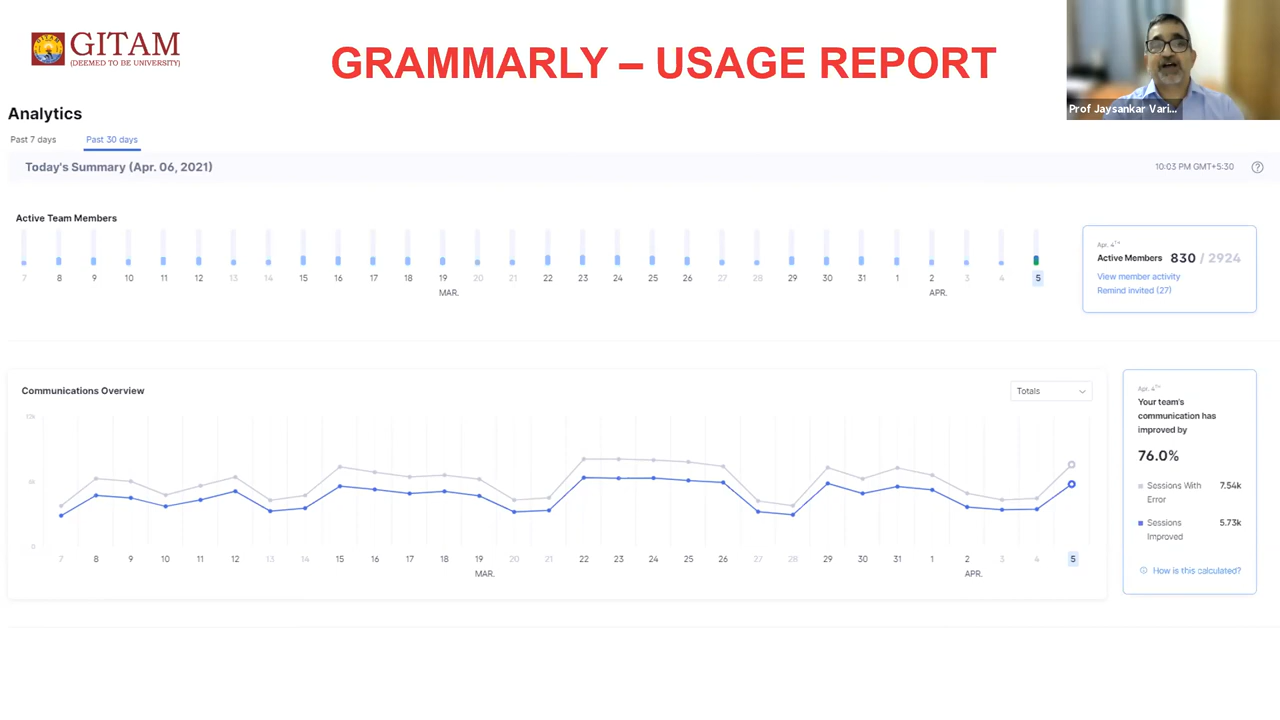 GITAM
(DEEMED TO BE UNIVERSITY)
GRAMMARLY – USAGE REPORT
Prof Jaysankar Vari...
Analytics
Past 7 days Past 30 days
Today's Summary (Apr. 06, 2021) 10:03 PM GMT+5:30 ?
Active Team Members
7 8 9 10 11 12 13 14 15 16 17 18 19 20 21 22 23 24 25 26 27 28 29 30 31 1 2 3 4 5
MAR. APR.
Apr. 4TH
Active Members 830 / 2924
View member activity
Remind invited (27)
Communications Overview Totals
12k
6k
0
7 8 9 10 11 12 13 14 15 16 17 18 19 20 21 22 23 24 25 26 27 28 29 30 31 1 2 3 4 5
MAR. APR.
Apr. 4TH
Your team's
communication has
improved by
76.0%
Sessions With 7.54k
Error
Sessions 5.73k
Improved
How is this calculated?